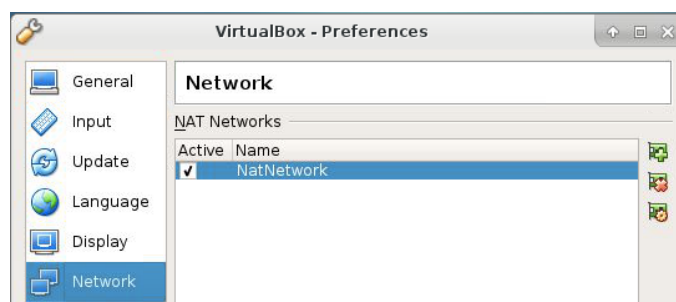 VirtualBox - Preferences
General
Input
Update
Language
Display
Network
Network
NAT Networks
Active Name
NatNetwork